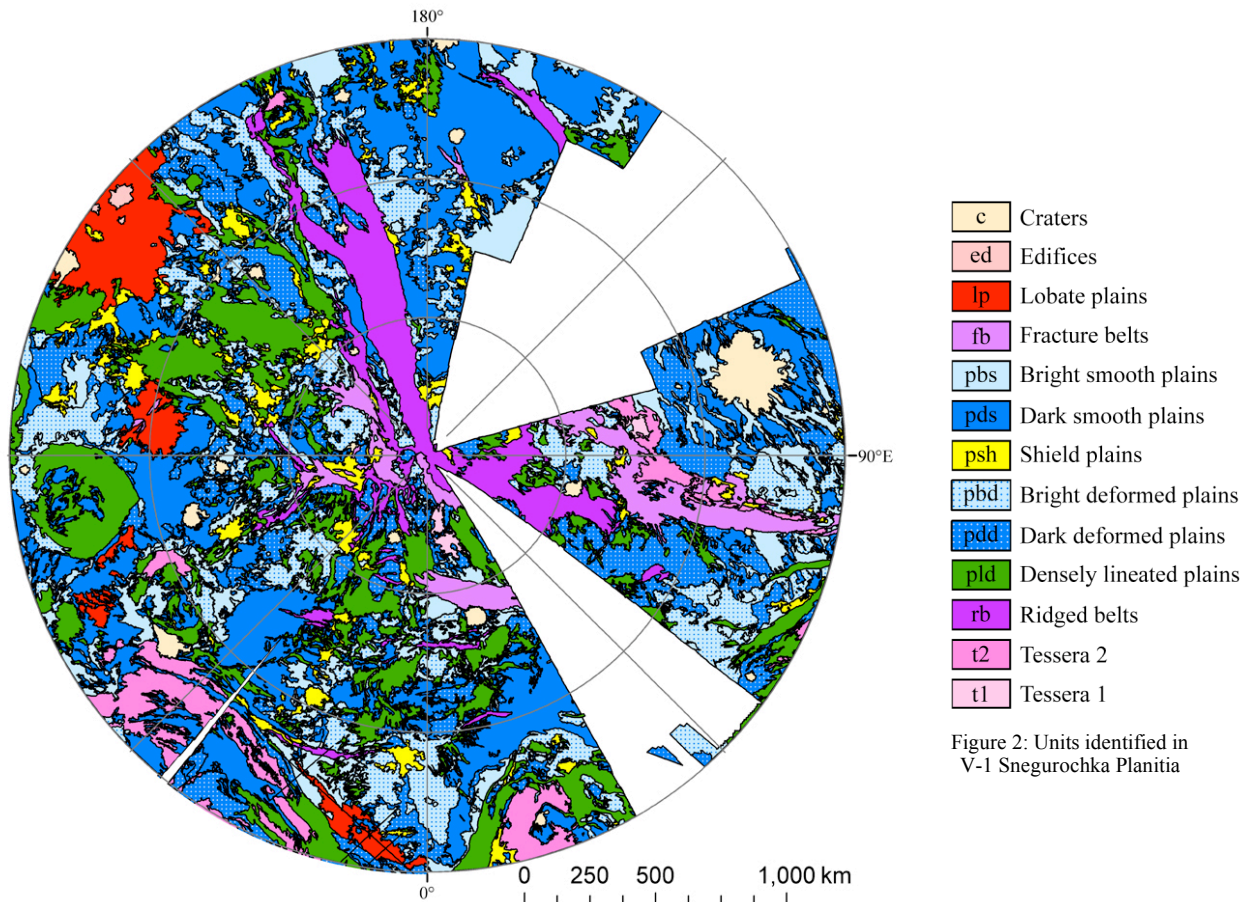 180°
c Craters
ed Edifices
lp Lobate plains
fb Fracture belts
pbs Bright smooth plains
pds Dark smooth plains
psh Shield plains
pbd Bright deformed plains
pdd Dark deformed plains
pld Densely lineated plains
rb Ridged belts
t2 Tessera 2
t1 Tessera 1
90°E
Figure 2: Units identified in
V-1 Snegurochka Planitia
0 250 500 1,000 km
0°